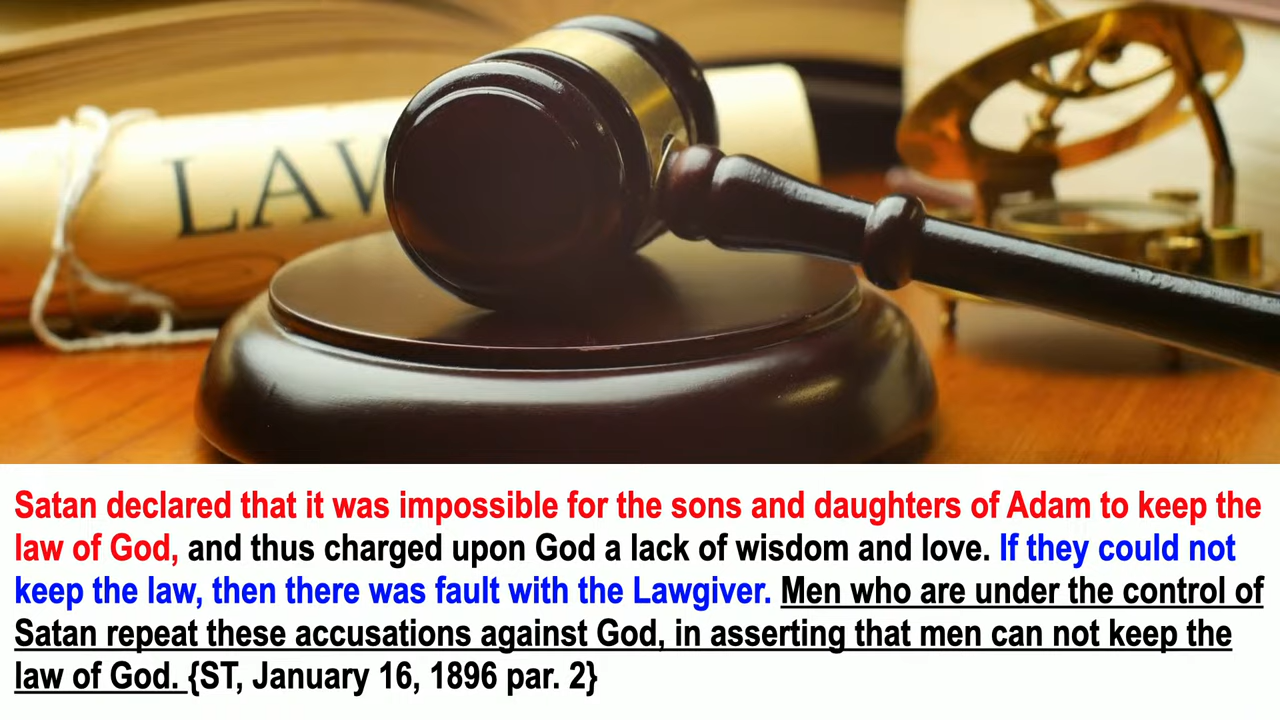 LAW
Satan declared that it was impossible for the sons and daughters of Adam to keep the
law of God, and thus charged upon God a lack of wisdom and love. If they could not
keep the law, then there was fault with the Lawgiver. Men who are under the control of
Satan repeat these accusations against God, in asserting that men can not keep the
law of God. {ST, January 16, 1896 par. 2}